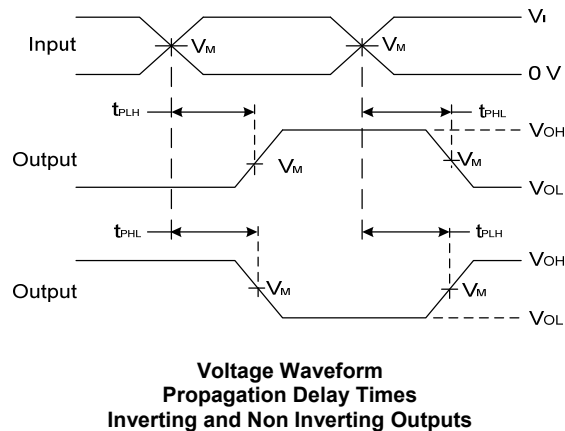 VI
Input
VM
VM
0 V
tPLH
tPHL
VOH
Output
VM
VM
VOL
tPHL
tPLH
VOH
Output
VM
VM
VOL
Voltage Waveform
Propagation Delay Times
Inverting and Non Inverting Outputs